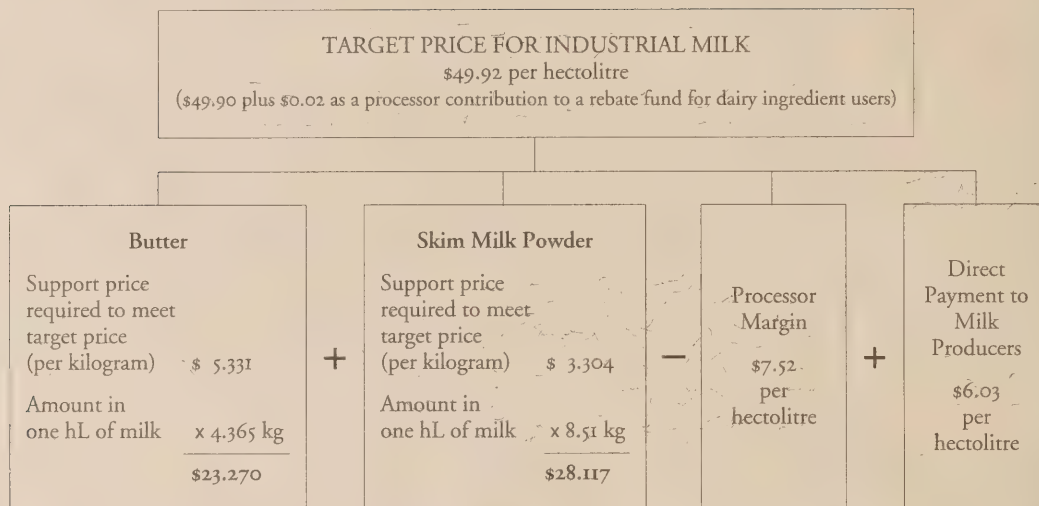 TARGET PRICE FOR INDUSTRIAL MILK
$49.92 per hectolitre
($49.90 plus $0.02 as a processor contribution to a rebate fund for dairy ingredient users)
Butter
Support price
required to meet
target price
(per kilogram) $ 5.331
Amount in
one hL of milk x 4.365 kg
$23.270
+
Skim Milk Powder
Support price
required to meet
target price
(per kilogram) $ 3.304
Amount in
one hL of milk x 8.51 kg
$28.117
–
Processor
Margin
$7.52
per
hectolitre
+
Direct
Payment to
Milk
Producers
$6.03
per
hectolitre